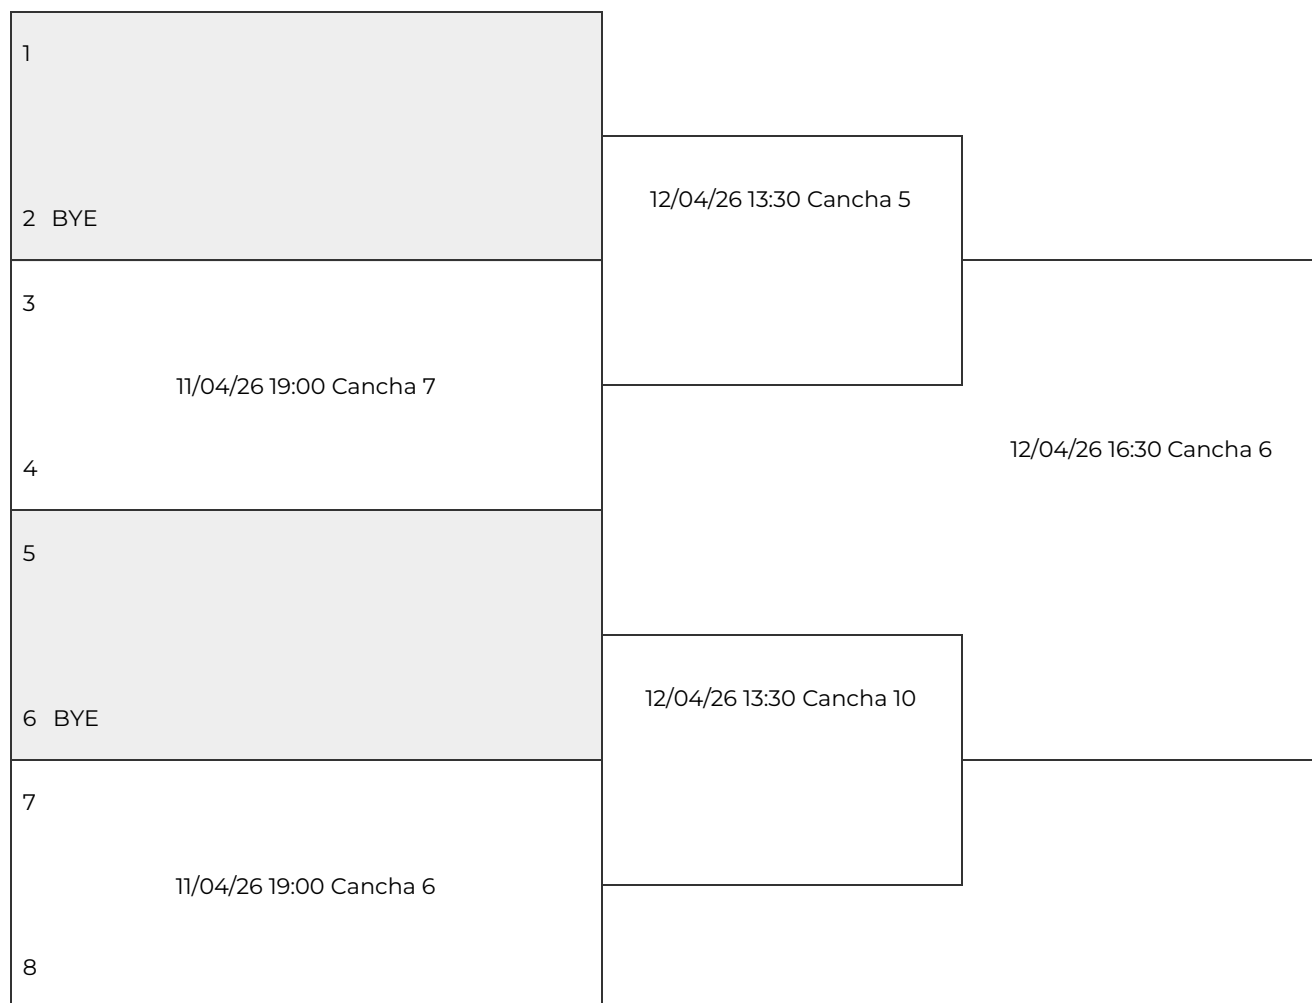 1
12/04/26 13:30 Cancha 5
2 BYE
3
11/04/26 19:00 Cancha 7
12/04/26 16:30 Cancha 6
4
5
12/04/26 13:30 Cancha 10
6 BYE
7
11/04/26 19:00 Cancha 6
8